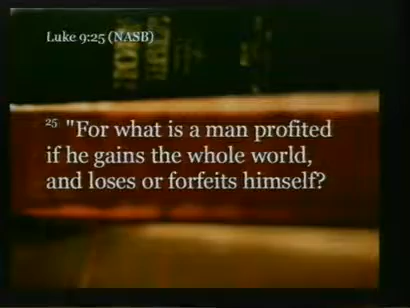 Luke 9:25 (NASB)
25 "For what is a man profited
if he gains the whole world,
and loses or forfeits himself?